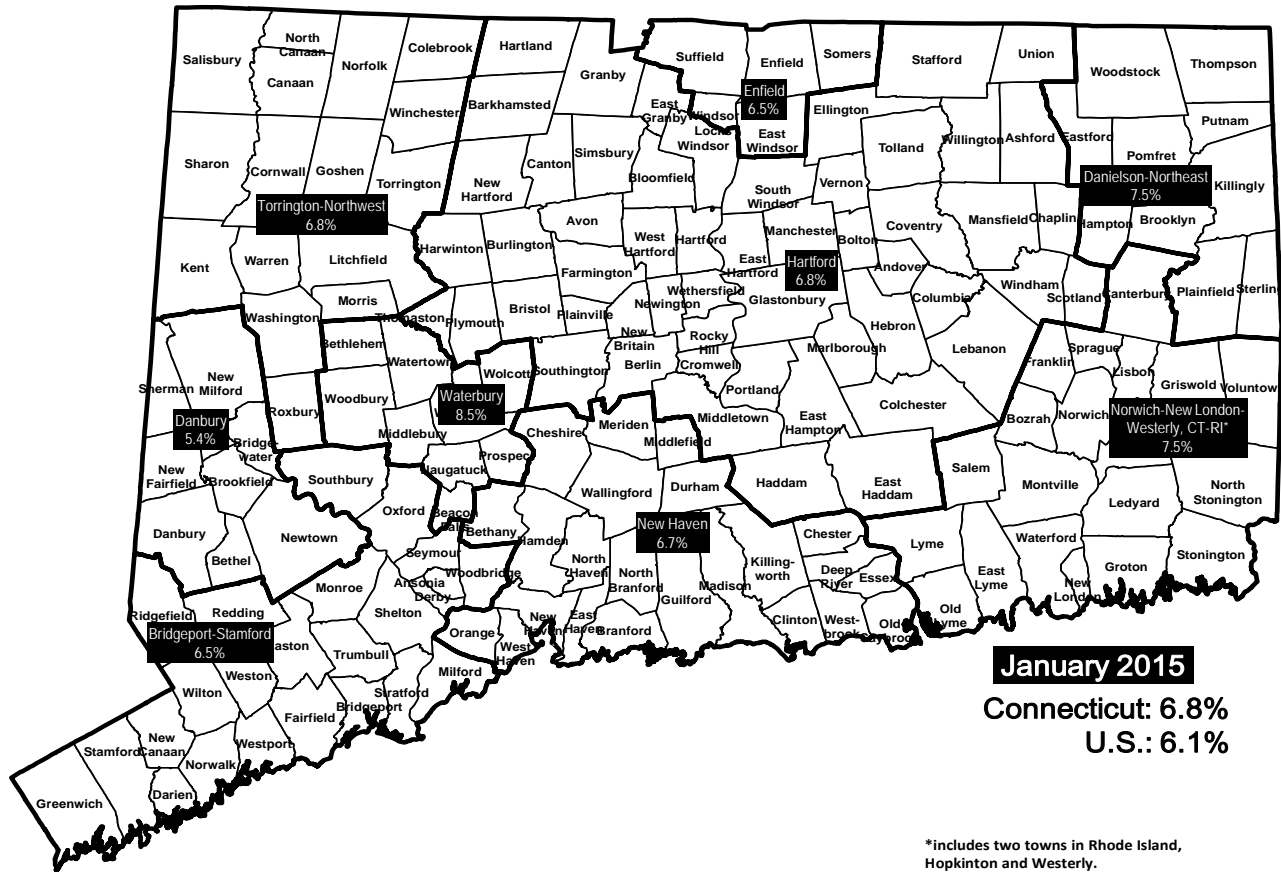 North
Canaan
Colebrook
Hartland
Suffield
Enfield
Somers
Stafford
Union
Woodstock
Thompson
Salisbury
Canaan
Norfolk
Granby
Winchester
Barkhamsted
East
Granby
Windsor
Locks
Enfield
6.5%
East
Windsor
Ellington
Putnam
Sharon
Cornwall
Goshen
Torrington
New
Hartford
Canton
Simsbury
Bloomfield
Windsor
Tolland
Willington
Ashford
Eastford
Pomfret
Killingly
Danielson-Northeast
7.5%
Torrington-Northwest
6.8%
Vernon
South
Windsor
Avon
Mansfield
Chaplin
Hampton
Brooklyn
Kent
Warren
Litchfield
Harwinton
Burlington
West
Hartford
Hartford
Manchester
East
Hartford
Bolton
Coventry
Hartford
6.8%
Andover
Farmington
Wethersfield
Newington
Glastonbury
Columbia
Windham
Scotland
Canterbury
Plainfield
Sterling
Morris
Washington
Thomaston
Plymouth
Bristol
Plainville
New
Britain
Rocky
Hill
Hebron
Bethlehem
Watertown
Wolcott
Southington
Berlin
Cromwell
Marlborough
Lebanon
Franklin
Sprague
Lisbon
Griswold
Voluntown
Sherman
New
Milford
Roxbury
Woodbury
Waterbury
8.5%
Portland
Middletown
East
Hampton
Colchester
Bozrah
Norwich
Norwich-New London-
Westerly, CT-RI*
7.5%
Danbury
5.4%
Bridge-
water
Middlebury
Cheshire
Meriden
Middlefield
New
Fairfield
Brookfield
Southbury
Naugatuck
Prospec
Wallingford
Durham
Haddam
East
Haddam
Salem
Montville
Ledyard
North
Stonington
Danbury
Bethel
Newtown
Oxford
Beacon
Falls
Bethany
Hamden
New Haven
6.7%
Chester
Lyme
Waterford
Stonington
Seymour
Woodbridge
North
Haven
North
Branford
Killing-
worth
Deep
River
Essex
East
Lyme
New
London
Groton
Monroe
Ansonia
Derby
Shelton
Guilford
Madison
Ridgefield
Redding
Bridgeport-Stamford
6.5%
aston
Orange
New
Haven
East
Haven
Branford
Clinton
West-
brook
Old
Saybrook
Old
Lyme
Trumbull
West
Haven
Milford
Weston
Wilton
Stratford
Bridgeport
Fairfield
Stamford
New
Canaan
Westport
Norwalk
Greenwich
Darien
January 2015
Connecticut: 6.8%
U.S.: 6.1%
*includes two towns in Rhode Island,
Hopkinton and Westerly.